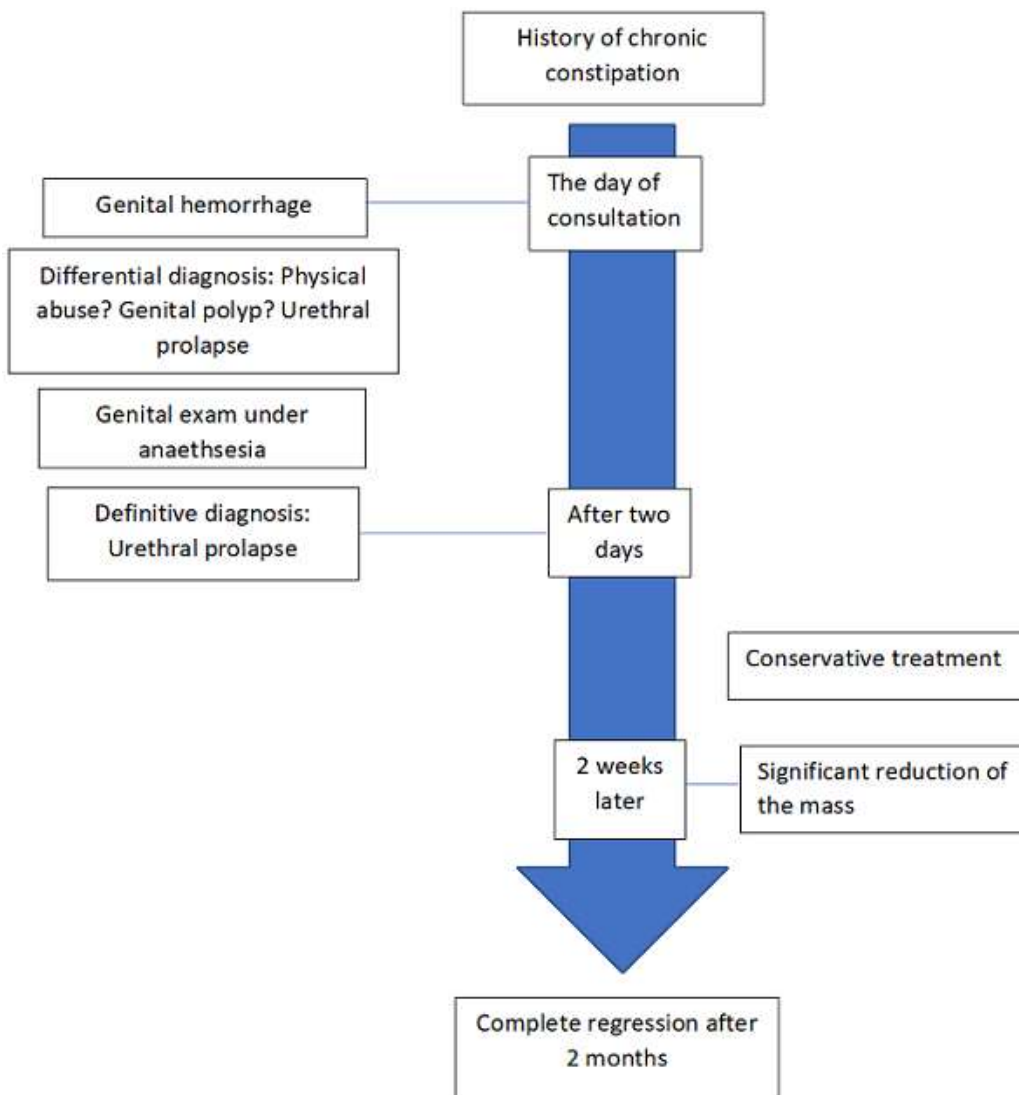 History of chronic
constipation
The day of
consultation
Genital hemorrhage
Differential diagnosis: Physical
abuse? Genital polyp? Urethral
prolapse
Genital exam under
anaethsesia
Definitive diagnosis:
Urethral prolapse
After two
days
Conservative treatment
2 weeks
later
Significant reduction of
the mass
Complete regression after
2 months